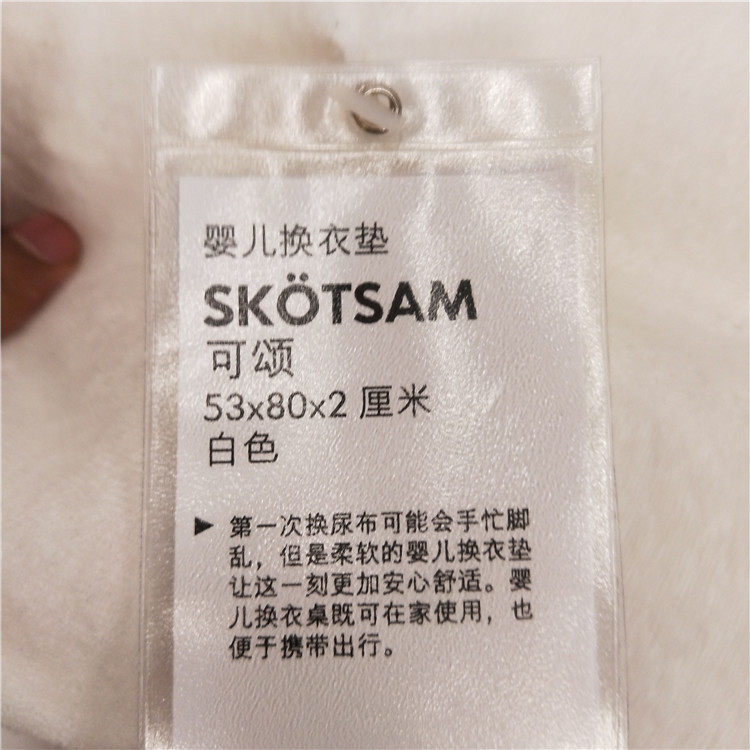 婴儿换衣垫
SKÖTSAM
可颂
53x80x2 厘米
白色
▶ 第一次换尿布可能会手忙脚
乱，但是柔软的婴儿换衣垫
让这一刻更加安心舒适。婴
儿换衣桌既可在家使用，也
便于携带出行。